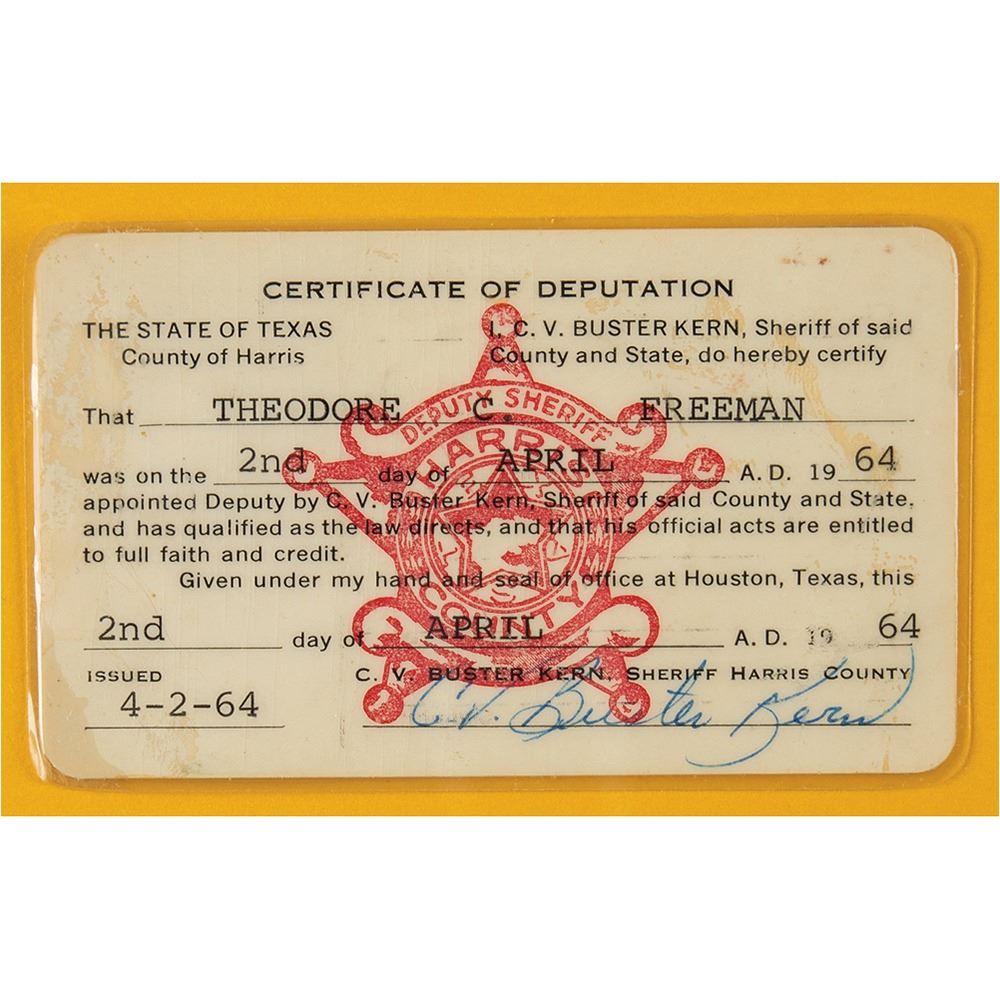 CERTIFICATE OF DEPUTATION
THE STATE OF TEXAS
County of Harris
I, C. V. BUSTER KERN, Sheriff of said
County and State, do hereby certify
That THEODORE C. FREEMAN
was on the 2nd day of APRIL A. D. 19 64
appointed Deputy by C. V. Buster Kern, Sheriff of said County and State,
and has qualified as the law directs, and that his official acts are entitled
to full faith and credit.
Given under my hand and seal of office at Houston, Texas, this
2nd day of APRIL A. D. 19 64
ISSUED
4-2-64
C. V. BUSTER KERN, SHERIFF HARRIS COUNTY
C.V. Buster Kern
DEPUTY SHERIFF
HARRIS
COUNTY